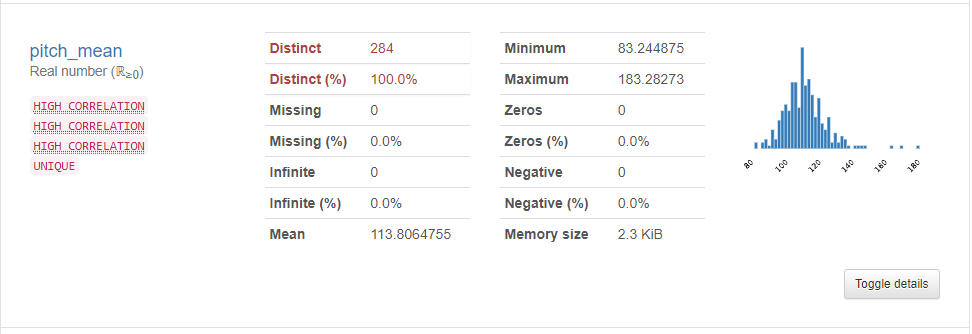 pitch_mean
Real number (ℝ≥0)
HIGH CORRELATION
HIGH CORRELATION
HIGH CORRELATION
UNIQUE
Distinct 284
Distinct (%) 100.0%
Missing 0
Missing (%) 0.0%
Infinite 0
Infinite (%) 0.0%
Mean 113.8064755
Minimum 83.244875
Maximum 183.28273
Zeros 0
Zeros (%) 0.0%
Negative 0
Negative (%) 0.0%
Memory size 2.3 KiB
80 100 120 140 160 180
Toggle details